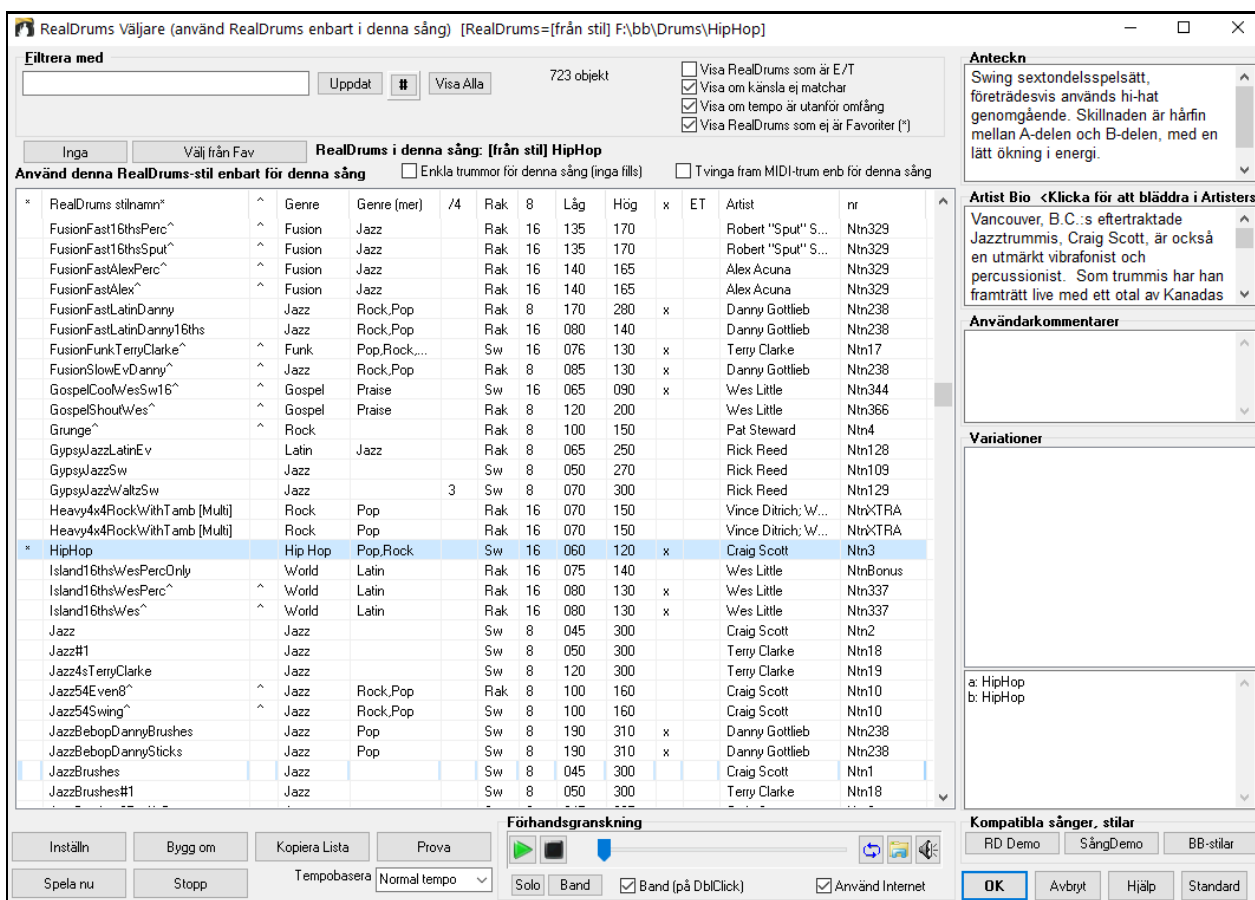 RealDrums Väljare (använd RealDrums enbart i denna sång) [RealDrums=[från stil] F:\bb\Drums\HipHop]
Filtrera med
Uppdat # Visa Alla
723 objekt
Visa RealDrums som är E/T
Visa om känsla ej matchar
Visa om tempo är utanför omfång
Visa RealDrums som ej är Favoriter (*)
Inga Välj från Fav RealDrums i denna sång: [från stil] HipHop
Använd denna RealDrums-stil enbart för denna sång Enkla trummor för denna sång (inga fills) Tvinga fram MIDI-trum enb för denna sång
* RealDrums stilnamn* ^ Genre Genre (mer) /4 Rak 8 Låg Hög x ET Artist nr
FusionFast16thsPerc^ ^ Fusion Jazz Rak 16 135 170 Robert "Sput" S... Ntn329
FusionFast16thsSput^ ^ Fusion Jazz Rak 16 135 170 Robert "Sput" S... Ntn329
FusionFastAlexPerc^ ^ Fusion Jazz Rak 16 140 165 Alex Acuna Ntn329
FusionFastAlex^ ^ Fusion Jazz Rak 16 140 165 Alex Acuna Ntn329
FusionFastLatinDanny Jazz Rock,Pop Rak 8 170 280 x Danny Gottlieb Ntn238
FusionFastLatinDanny16ths Jazz Rock,Pop Rak 16 080 140 Danny Gottlieb Ntn238
FusionFunkTerryClarke^ ^ Funk Pop,Rock,... Sw 16 076 130 x Terry Clarke Ntn17
FusionSlowEvDanny^ ^ Jazz Rock,Pop Rak 8 085 130 x Danny Gottlieb Ntn238
GospelCoolWesSw16^ ^ Gospel Praise Sw 16 065 090 x Wes Little Ntn344
GospelShoutWes^ ^ Gospel Praise Rak 8 120 200 Wes Little Ntn366
Grunge^ ^ Rock Rak 8 100 150 Pat Steward Ntn4
GypsyJazzLatinEv Latin Jazz Rak 8 065 250 Rick Reed Ntn128
GypsyJazzSw Jazz Sw 8 050 270 Rick Reed Ntn109
GypsyJazzWaltzSw Jazz 3 Sw 8 070 300 Rick Reed Ntn129
Heavy4x4RockWithTamb [Multi] Rock Pop Rak 16 070 150 Vince Ditrich; W... NtnXTRA
Heavy4x4RockWithTamb [Multi] Rock Pop Rak 16 070 150 Vince Ditrich; W... NtnXTRA
* HipHop Hip Hop Pop,Rock Sw 16 060 120 x Craig Scott Ntn3
Island16thsWesPercOnly World Latin Rak 16 075 140 Wes Little NtnBonus
Island16thsWesPerc^ ^ World Latin Rak 16 080 130 x Wes Little Ntn337
Island16thsWes^ ^ World Latin Rak 16 080 130 x Wes Little Ntn337
Jazz Jazz Sw 8 045 300 Craig Scott Ntn2
Jazz#1 Jazz Sw 8 050 300 Terry Clarke Ntn18
Jazz4sTerryClarke Jazz Sw 8 120 300 Terry Clarke Ntn19
Jazz54Even8^ ^ Jazz Rock,Pop Rak 8 100 160 Craig Scott Ntn10
Jazz54Swing^ ^ Jazz Rock,Pop Sw 8 100 160 Craig Scott Ntn10
JazzBebopDannyBrushes Jazz Pop Sw 8 190 310 x Danny Gottlieb Ntn238
JazzBebopDannySticks Jazz Pop Sw 8 190 310 x Danny Gottlieb Ntn238
JazzBrushes Jazz Sw 8 045 300 Craig Scott Ntn1
JazzBrushes#1 Jazz Sw 8 050 300 Terry Clarke Ntn18
Anteckn
Swing sextondelsspelsätt,
företrädesvis används hi-hat
genomgående. Skillnaden är hårfin
mellan A-delen och B-delen, med en
lätt ökning i energi.
Artist Bio <Klicka för att bläddra i Artisters
Vancouver, B.C.:s eftertraktade
Jazztrummis, Craig Scott, är också
en utmärkt vibrafonist och
percussionist. Som trummis har han
framträtt live med ett otal av Kanadas
Användarkommentarer
Variationer
a: HipHop
b: HipHop
Inställn Bygg om Kopiera Lista Prova
Spela nu Stopp Tempobasera Normal tempo
Förhandsgranskning
Solo Band Band (på DblClick) Använd Internet
Kompatibla sånger, stilar
RD Demo SångDemo BB-stilar
OK Avbryt Hjälp Standard